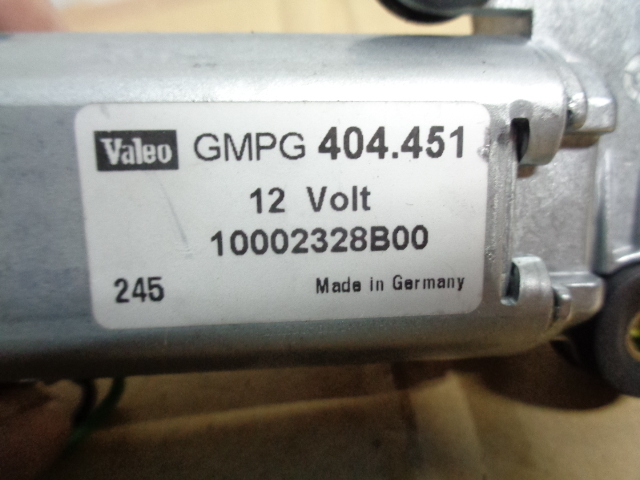 Valeo GMPG 404.451
12 Volt
10002328B00
245 Made in Germany